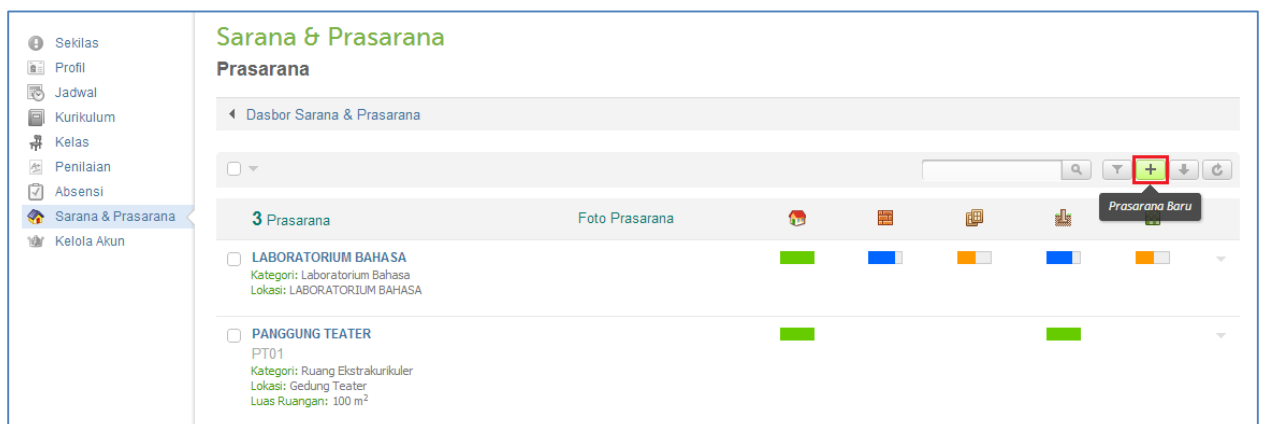 Sekilas
Profil
Jadwal
Kurikulum
Kelas
Penilaian
Absensi
Sarana & Prasarana
Kelola Akun
Sarana & Prasarana
Prasarana
Dasbor Sarana & Prasarana
Prasarana Baru
3 Prasarana
Foto Prasarana
LABORATORIUM BAHASA
Kategori: Laboratorium Bahasa
Lokasi: LABORATORIUM BAHASA
PANGGUNG TEATER
PT01
Kategori: Ruang Ekstrakurikuler
Lokasi: Gedung Teater
Luas Ruangan: 100 m²